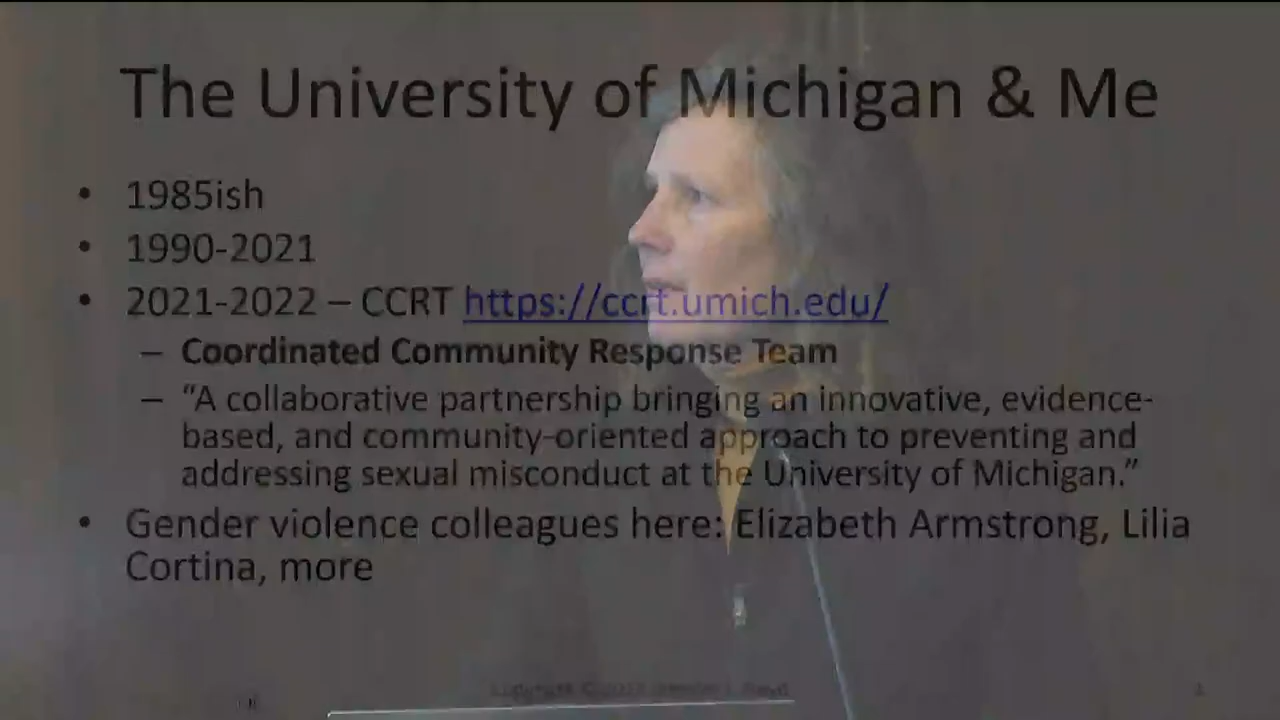 The University of Michigan & Me
• 1985ish
• 1990-2021
• 2021-2022 – CCRT https://ccrt.umich.edu/
– Coordinated Community Response Team
– “A collaborative partnership bringing an innovative, evidence-
based, and community-oriented approach to preventing and
addressing sexual misconduct at the University of Michigan.”
• Gender violence colleagues here: Elizabeth Armstrong, Lilia
Cortina, more